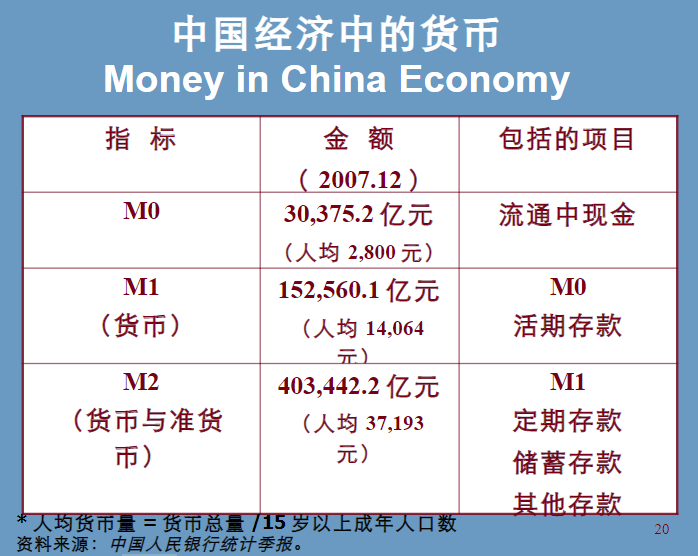 中国经济中的货币
Money in China Economy
指 标
金 额
（ 2007.12 ）
包括的项目
M0
30,375.2 亿元
（人均 2,800 元）
流通中现金
M1
（货币）
152,560.1 亿元
（人均 14,064
元）
M0
活期存款
M2
（货币与准货
币）
403,442.2 亿元
（人均 37,193
元）
M1
定期存款
储蓄存款
其他存款
* 人均货币量 = 货币总量 /15 岁以上成年人口数
资料来源：中国人民银行统计季报。
20